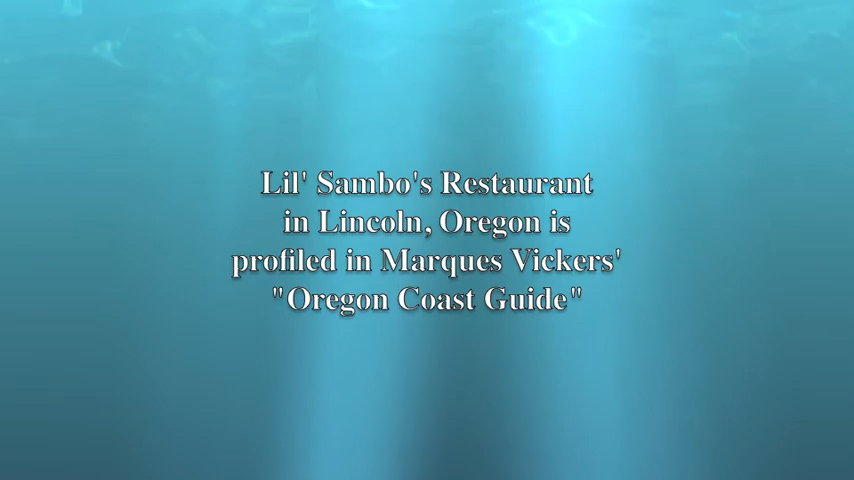 Lil' Sambo's Restaurant
in Lincoln, Oregon is
profiled in Marques Vickers'
"Oregon Coast Guide"